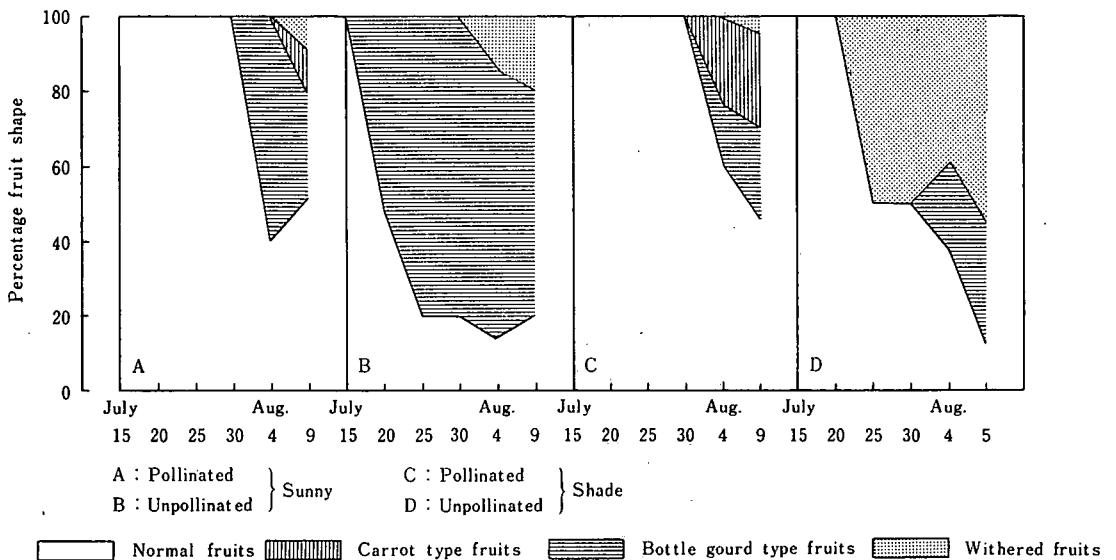 Percentage fruit shape
100
80
60
40
20
0
A
B
C
D
July Aug. July Aug. July Aug. July Aug.
15 20 25 30 4 9 15 20 25 30 4 9 15 20 25 30 4 9 15 20 25 30 4 5
A : Pollinated
B : Unpollinated
Sunny
C : Pollinated
D : Unpollinated
Shade
Normal fruits Carrot type fruits Bottle gourd type fruits Withered fruits